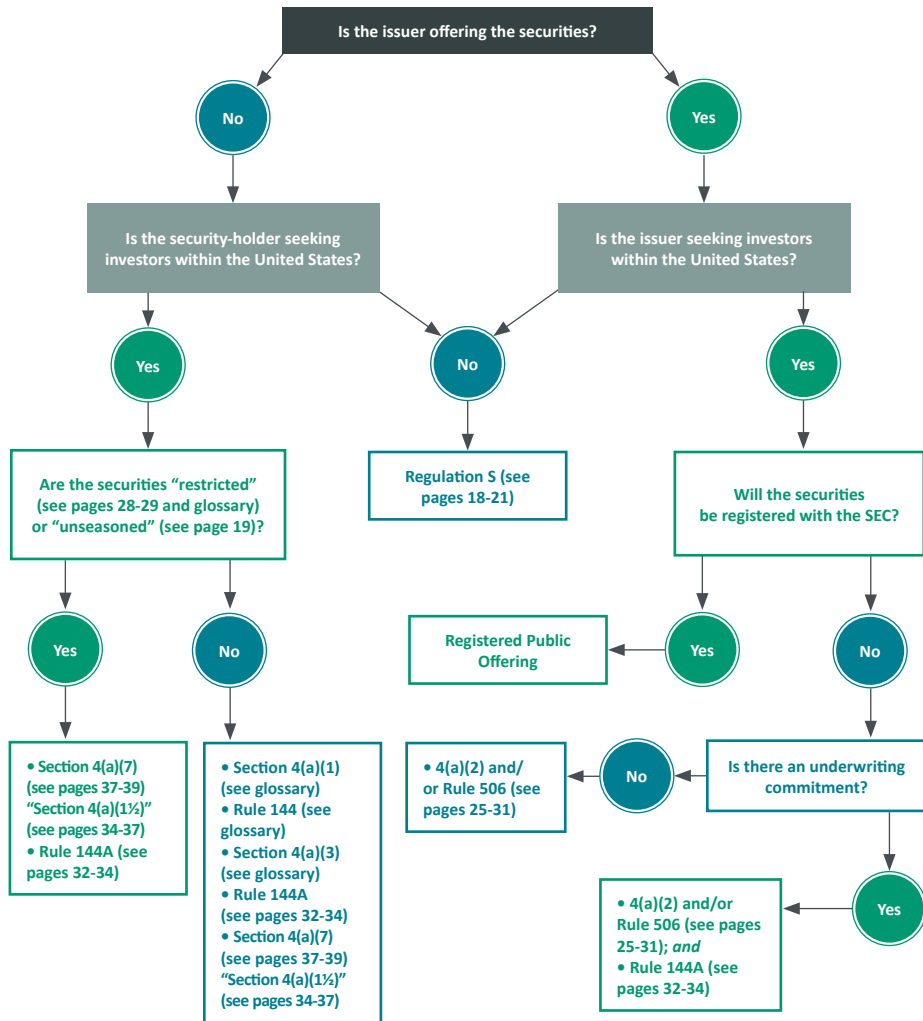 Is the issuer offering the securities?
No
Yes
Is the security-holder seeking
investors within the United States?
Is the issuer seeking investors
within the United States?
Yes
No
Yes
Are the securities “restricted”
(see pages 28-29 and glossary)
or “unseasoned” (see page 19)?
Regulation S (see
pages 18-21)
Will the securities
be registered with the SEC?
Yes
No
Registered Public
Offering
Yes
No
• Section 4(a)(7)
(see pages 37-39)
“Section 4(a)(1½)”
(see pages 34-37)
• Rule 144A (see
pages 32-34)
• Section 4(a)(1)
(see glossary)
• Rule 144 (see
glossary)
• Section 4(a)(3)
(see glossary)
• Rule 144A
(see pages 32-34)
• Section 4(a)(7)
(see pages 37-39)
“Section 4(a)(1½)”
(see pages 34-37)
• 4(a)(2) and/
or Rule 506 (see
pages 25-31)
No
Is there an underwriting
commitment?
• 4(a)(2) and/or
Rule 506 (see pages
25-31); and
• Rule 144A (see
pages 32-34)
Yes